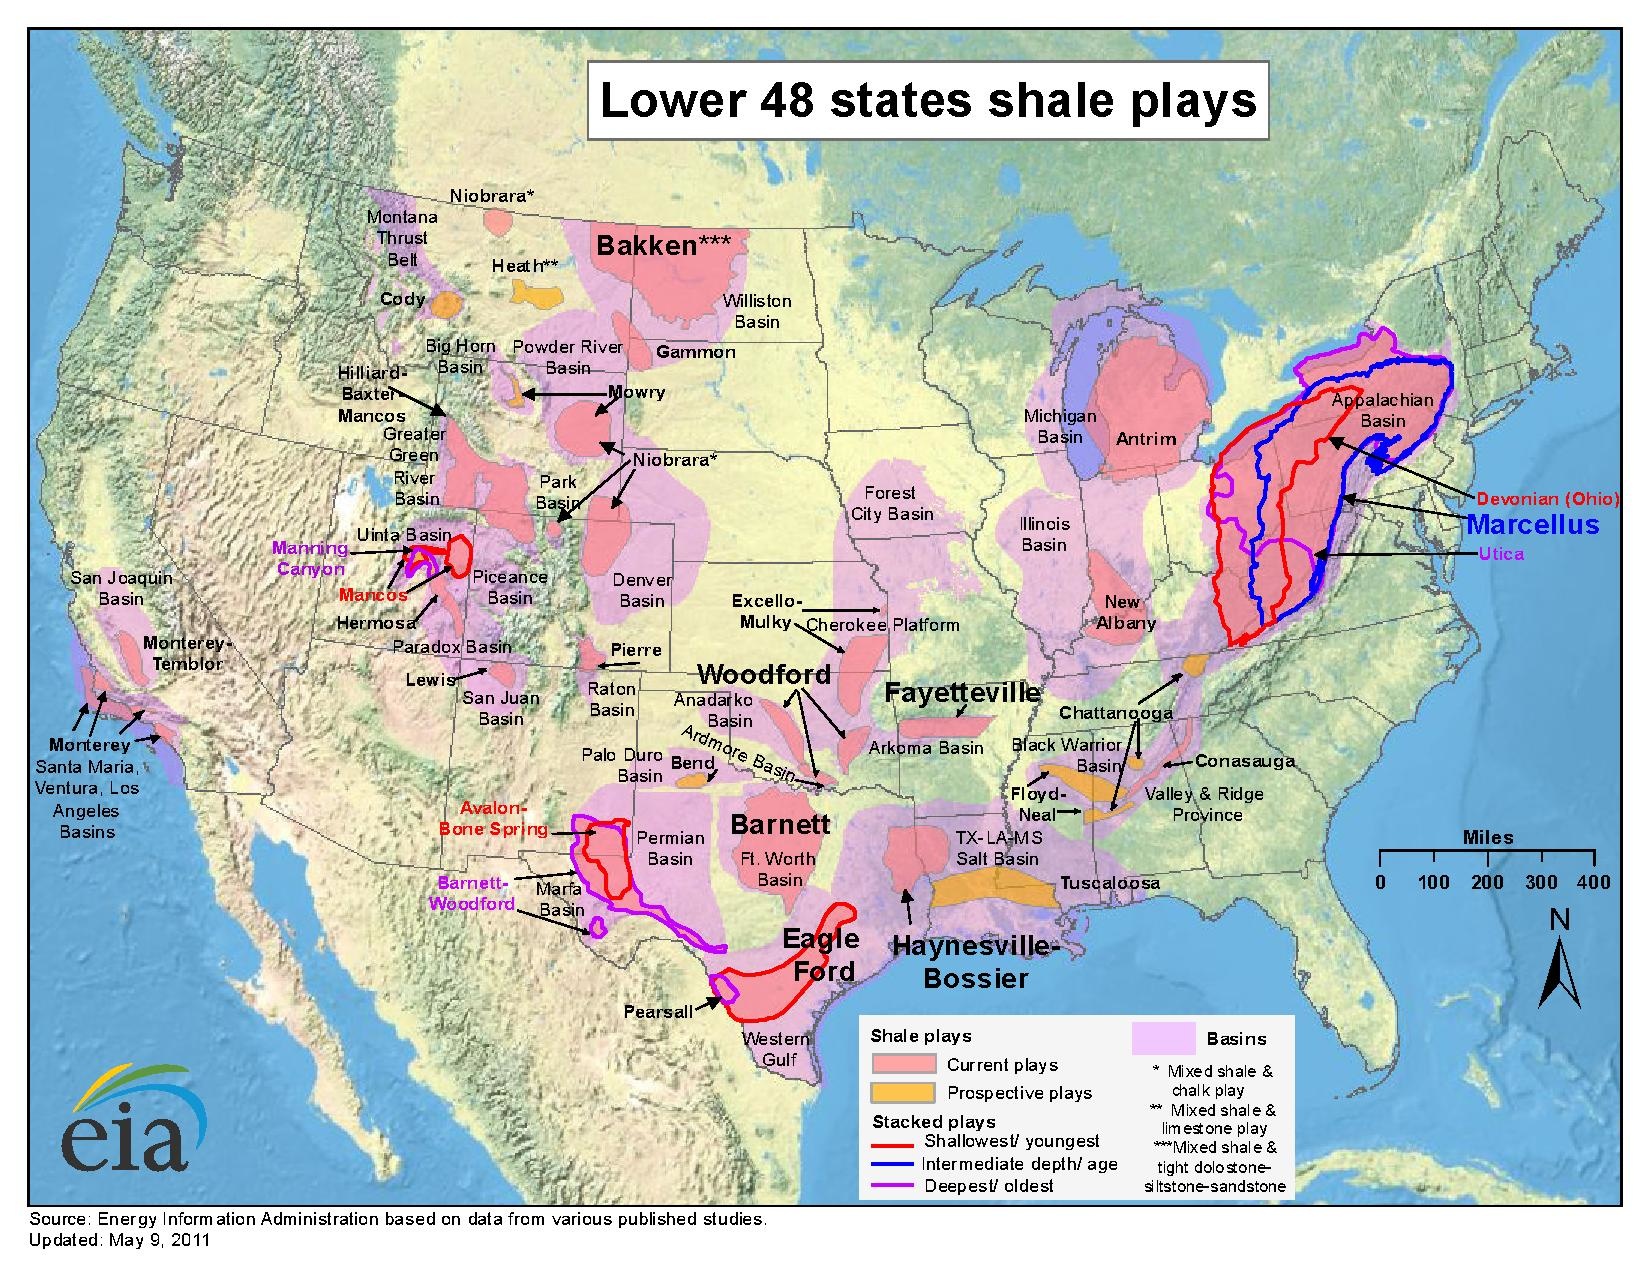 Lower 48 states shale plays
Niobrara*
Montana
Thrust
Belt
Bakken***
Heath**
Cody
Williston
Basin
Big Horn
Basin
Powder River
Basin
Gammon
Hilliard-
Baxter-
Mancos
Mowry
Greater
Green
River
Basin
Niobrara*
Park
Basin
Uinta Basin
Manning
Canyon
Mancos
Piceance
Basin
Denver
Basin
Hermosa
Paradox Basin
Lewis
San Juan
Basin
Pierre
Raton
Basin
San Joaquin
Basin
Monterey-
Temblor
Monterey
Santa Maria,
Ventura, Los
Angeles
Basins
Forest
City Basin
Excello-
Mulky
Cherokee Platform
Woodford
Anadarko
Basin
Ardmore Basin
Fayetteville
Arkoma Basin
Palo Duro
Basin
Bend
Avalon-
Bone Spring
Permian
Basin
Barnett
Ft. Worth
Basin
Barnett-
Woodford
Marfa
Basin
Eagle
Ford
Pearsall
Western
Gulf
Haynesville-
Bossier
TX-LA-MS
Salt Basin
Tuscaloosa
Michigan
Basin
Antrim
Illinois
Basin
New
Albany
Appalachian
Basin
Devonian (Ohio)
Marcellus
Utica
Chattanooga
Black Warrior
Basin
Conasauga
Floyd-
Neal
Valley & Ridge
Province
Miles
0 100 200 300 400
N
Shale plays
Current plays
Prospective plays
Stacked plays
Shallowest/ youngest
Intermediate depth/ age
Deepest/ oldest
Basins
* Mixed shale &
chalk play
** Mixed shale &
limestone play
***Mixed shale &
tight dolostone-
siltstone-sandstone
eia
Source: Energy Information Administration based on data from various published studies.
Updated: May 9, 2011